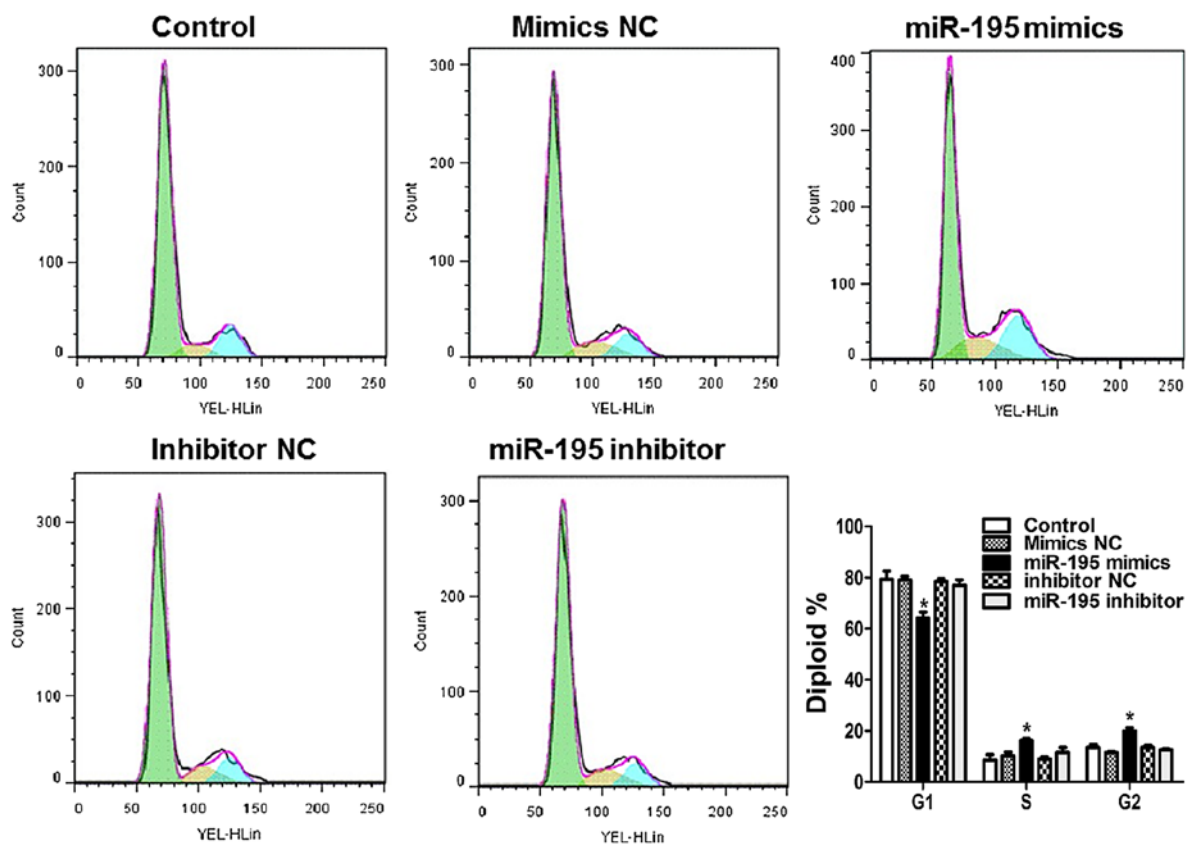 Control
300
200
100
0
Count
0 50 100 150 200 250
YEL-HLin
Mimics NC
300
200
100
0
Count
0 50 100 150 200 250
YEL-HLin
miR-195 mimics
400
300
200
100
0
Count
0 50 100 150 200 250
YEL-HLin
Inhibitor NC
300
200
100
0
Count
0 50 100 150 200 250
YEL-HLin
miR-195 inhibitor
300
200
100
0
Count
0 50 100 150 200 250
YEL-HLin
100
80
60
40
20
0
Diploid %
Control
Mimics NC
miR-195 mimics
inhibitor NC
miR-195 inhibitor
*
*
*
G1 S G2